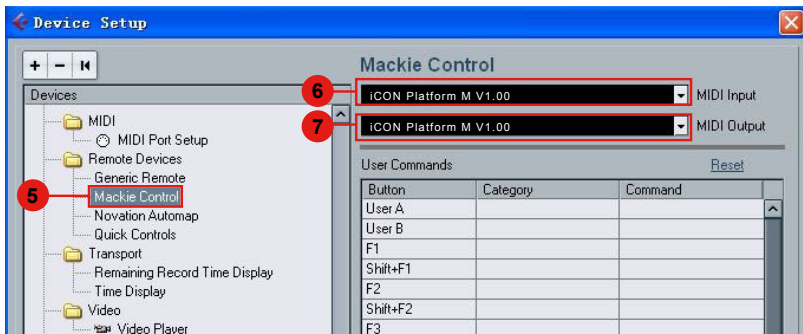 Device Setup
+ - 
Devices
MIDI
MIDI Port Setup
Remote Devices
Generic Remote
5
Mackie Control
Novation Automap
Quick Controls
Transport
Remaining Record Time Display
Time Display
Video
Video Player
Mackie Control
6
iCON Platform M V1.00
MIDI Input
7
iCON Platform M V1.00
MIDI Output
User Commands
Reset
Button Category Command
User A
User B
F1
Shift+F1
F2
Shift+F2
F3